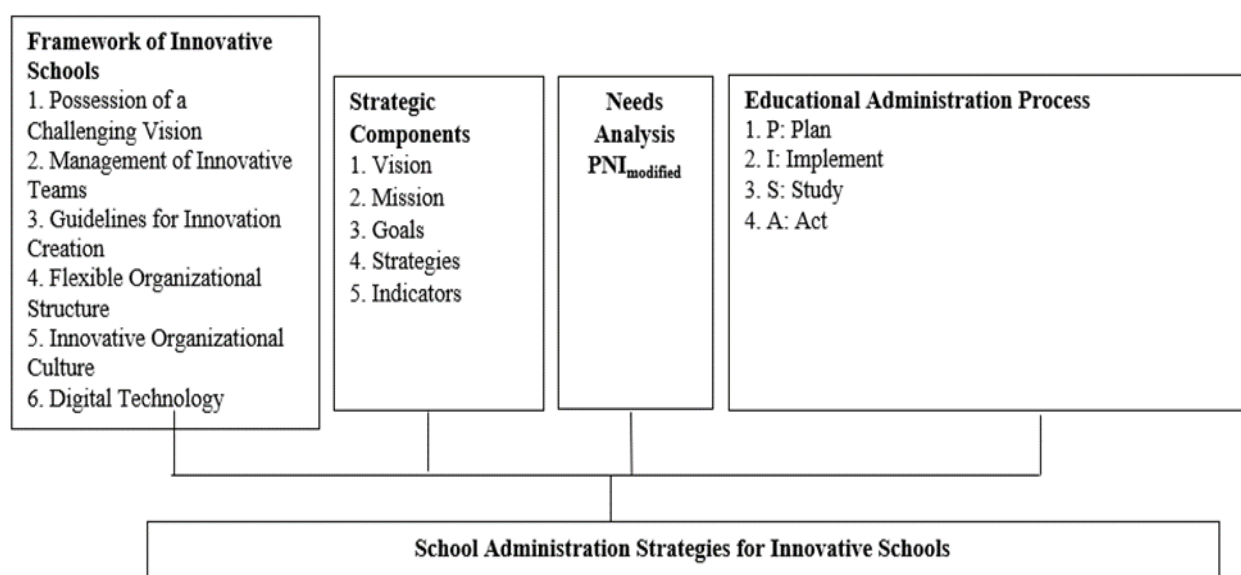 Framework of Innovative
Schools
1. Possession of a
Challenging Vision
2. Management of Innovative
Teams
3. Guidelines for Innovation
Creation
4. Flexible Organizational
Structure
5. Innovative Organizational
Culture
6. Digital Technology
Strategic
Components
1. Vision
2. Mission
3. Goals
4. Strategies
5. Indicators
Needs
Analysis
PNImodified
Educational Administration Process
1. P: Plan
2. I: Implement
3. S: Study
4. A: Act
School Administration Strategies for Innovative Schools